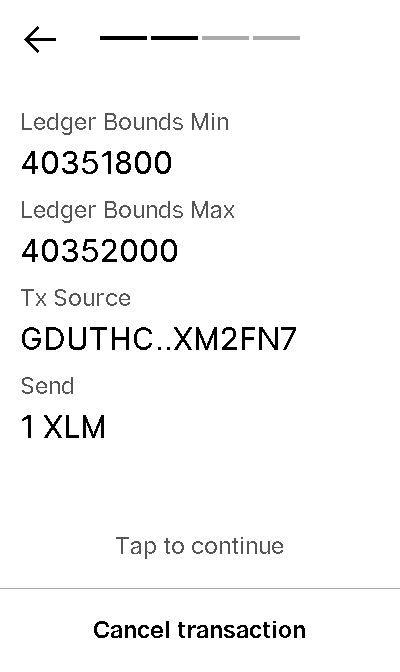 Ledger Bounds Min
40351800
Ledger Bounds Max
40352000
Tx Source
GDUTHC..XM2FN7
Send
1 XLM
Tap to continue
Cancel transaction